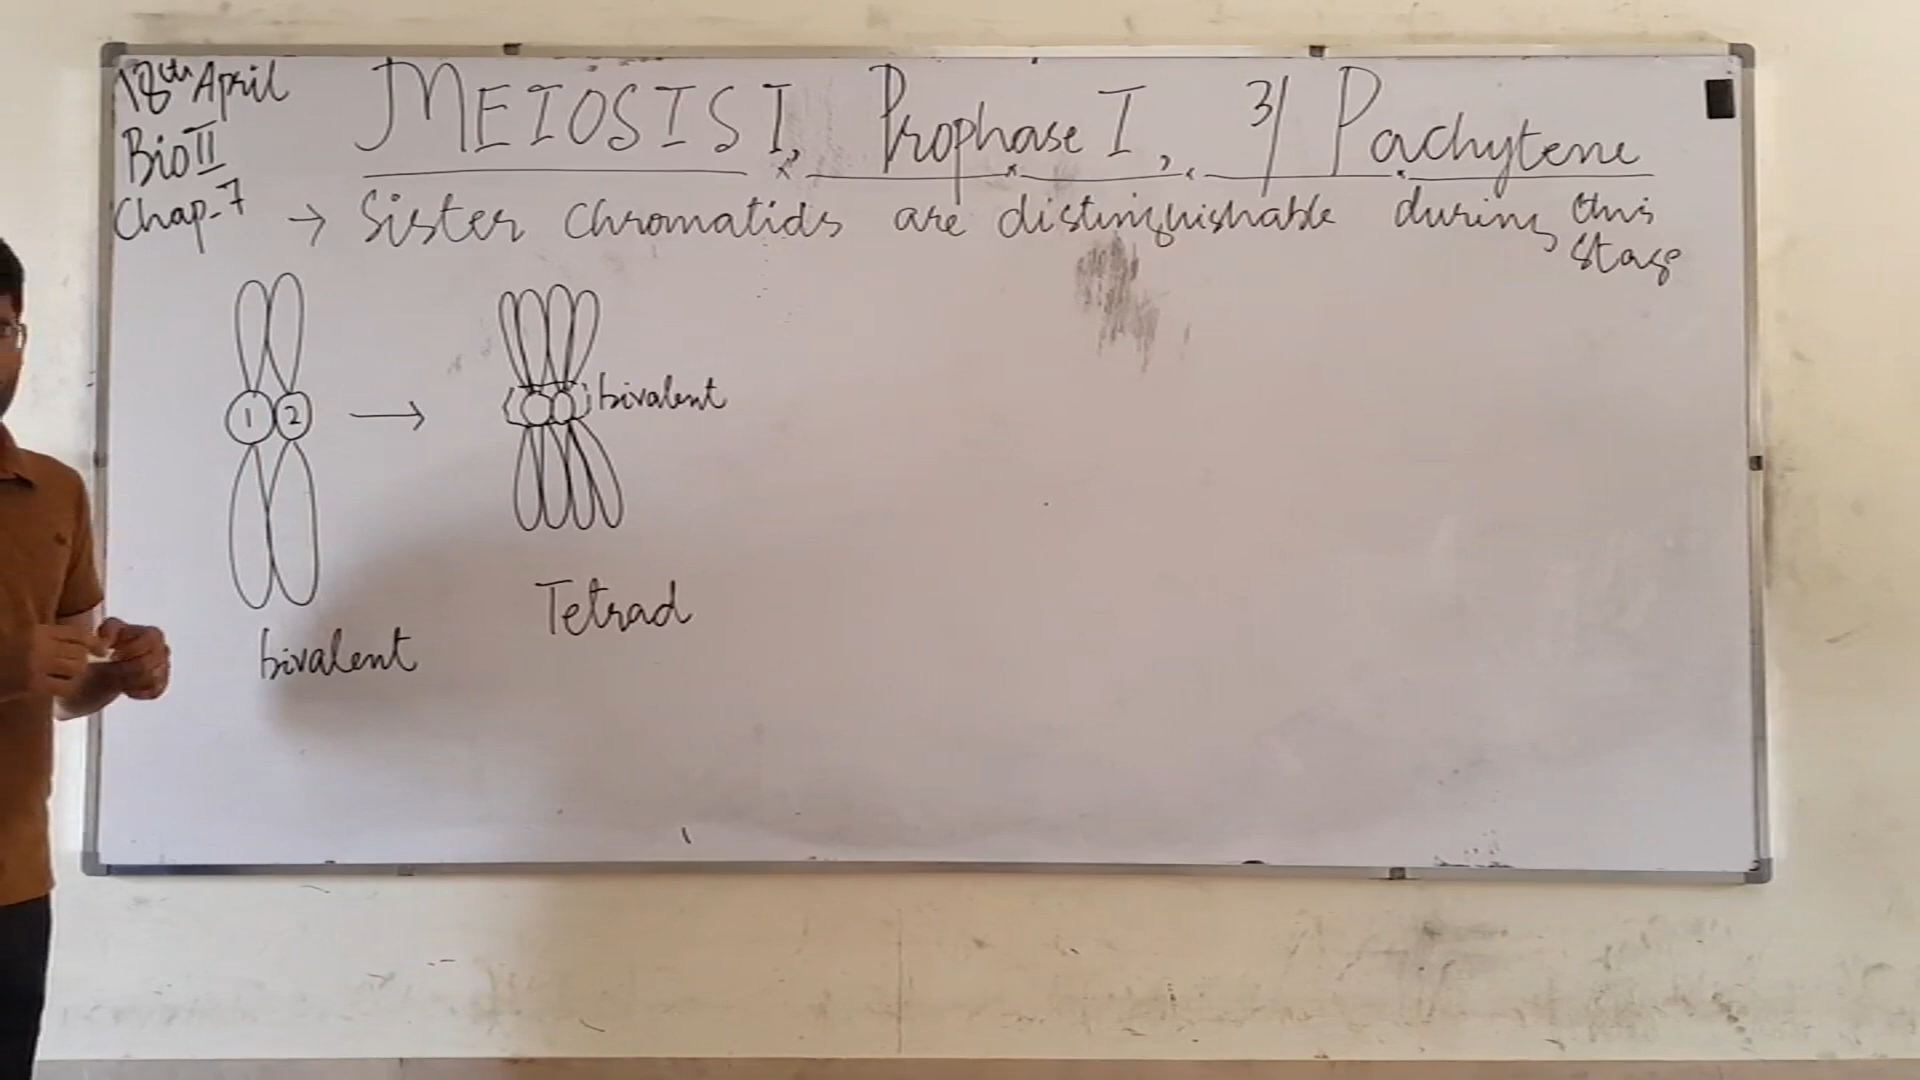 18th April
Bio II
Chap-7
MEIOSIS I, Prophase I, 3/ Pachytene
→ Sister chromatids are distinguishable during this
stage
1 2 →
bivalent
bivalent
Tetrad